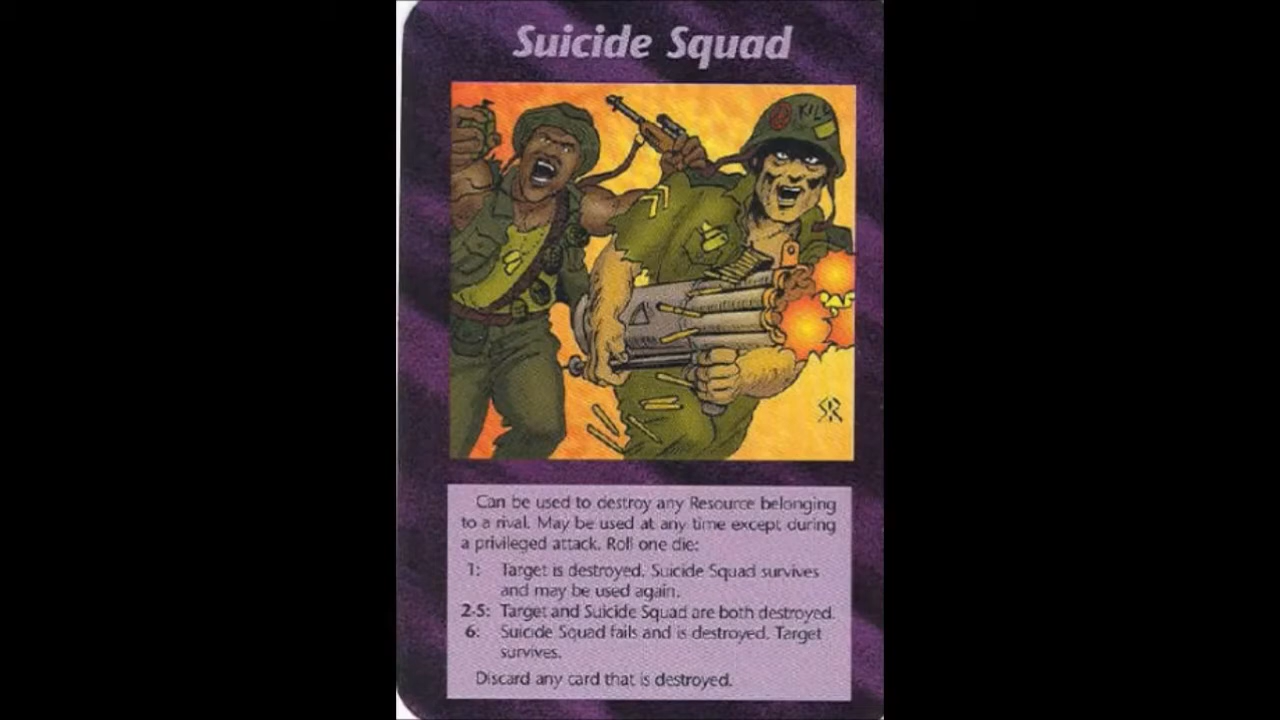 Suicide Squad
KILL
SR
Can be used to destroy any Resource belonging
to a rival. May be used at any time except during
a privileged attack. Roll one die:
1: Target is destroyed. Suicide Squad survives
and may be used again.
2-5: Target and Suicide Squad are both destroyed.
6: Suicide Squad fails and is destroyed. Target
survives.
Discard any card that is destroyed.